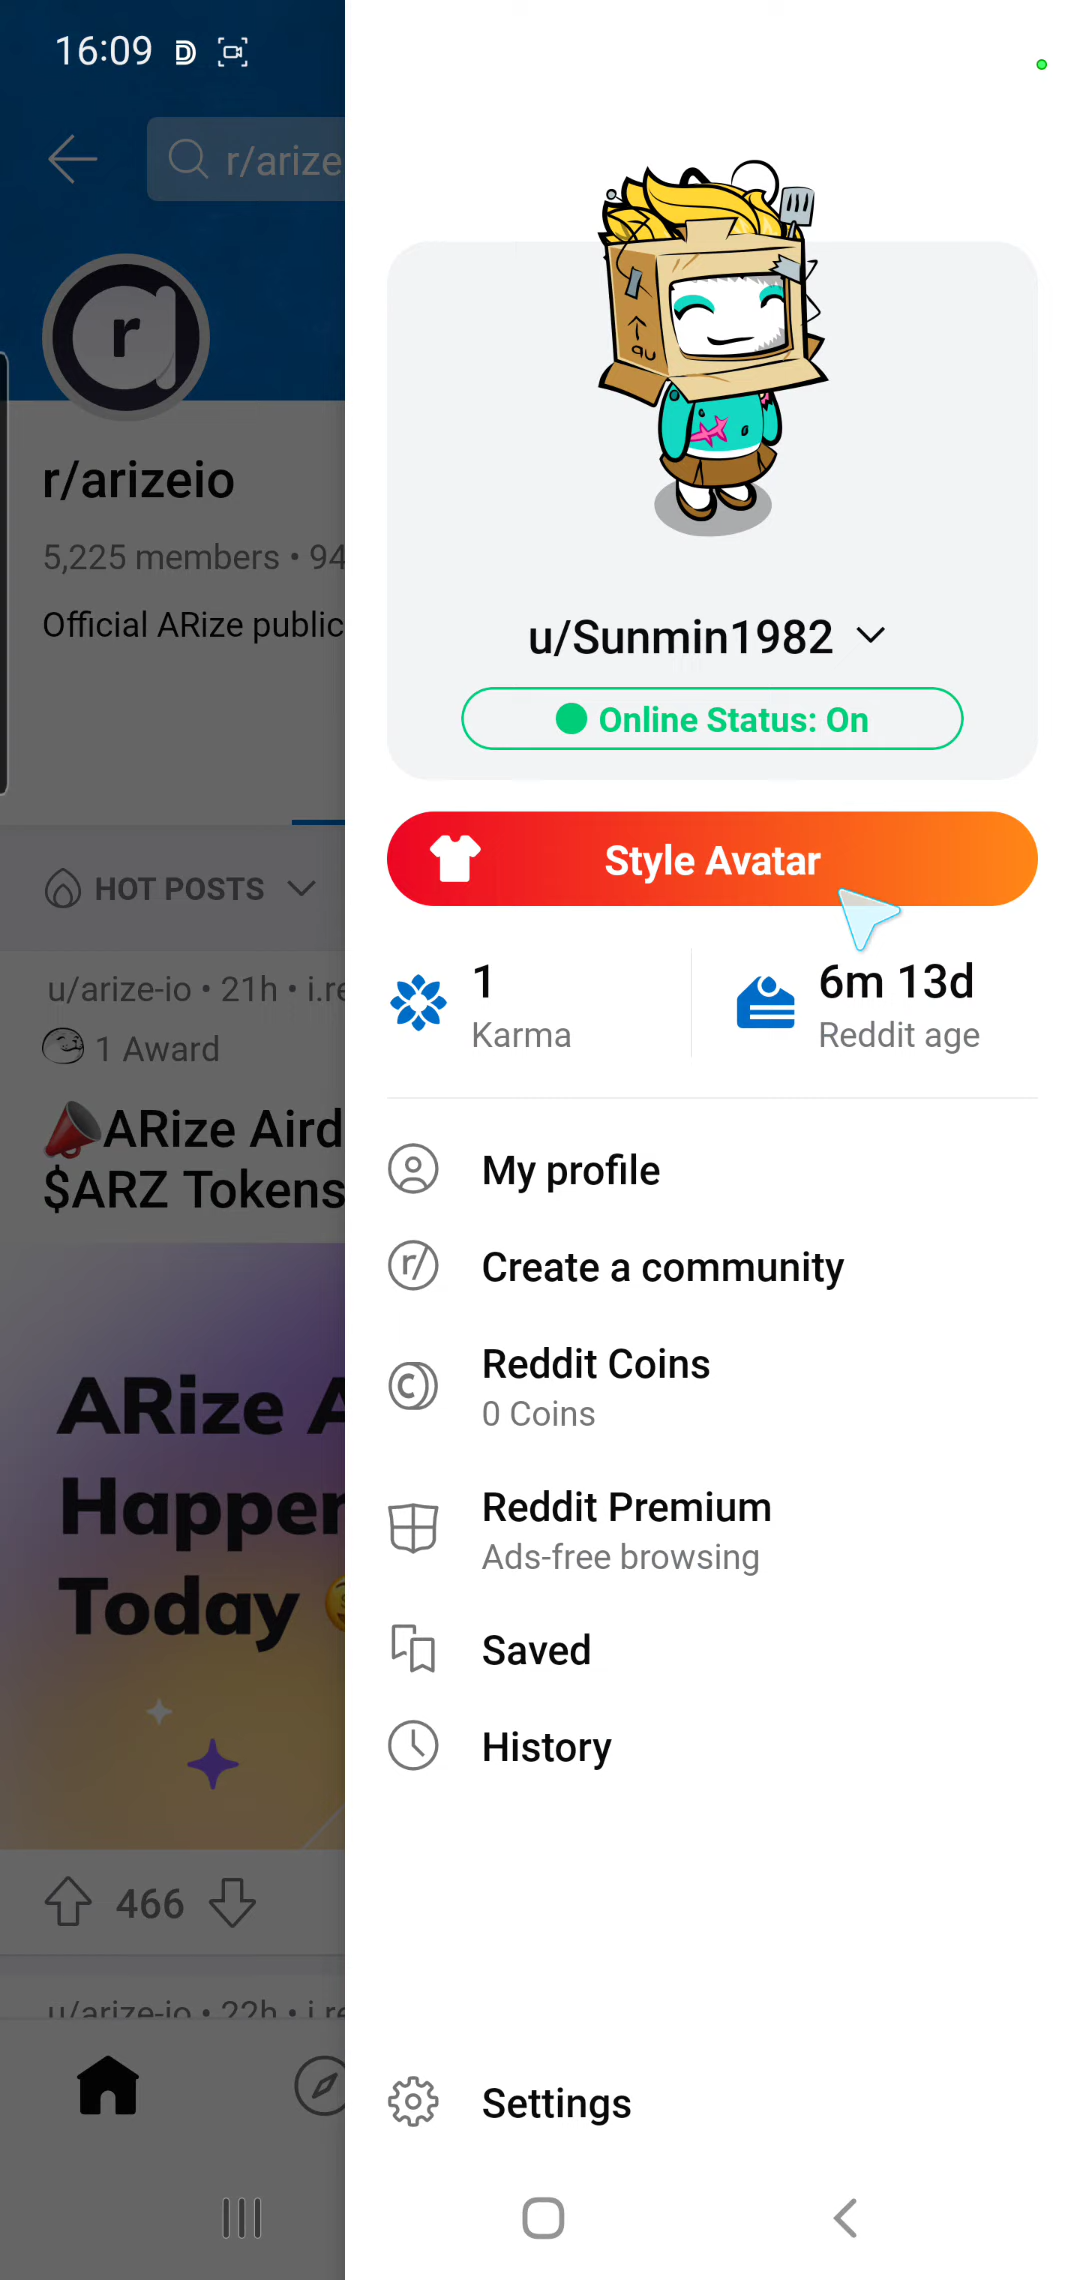 16:09
r/arize
r
r/arizeio
5,225 members • 94
Official ARize public
HOT POSTS
u/arize-io • 21h • i.re
1 Award
ARize Aird
$ARZ Tokens
ARize A
Happen
Today
466
u/arize-io • 22h • i.re
u/Sunmin1982
Online Status: On
Style Avatar
1
Karma
6m 13d
Reddit age
My profile
r/
Create a community
Reddit Coins
0 Coins
Reddit Premium
Ads-free browsing
Saved
History
Settings